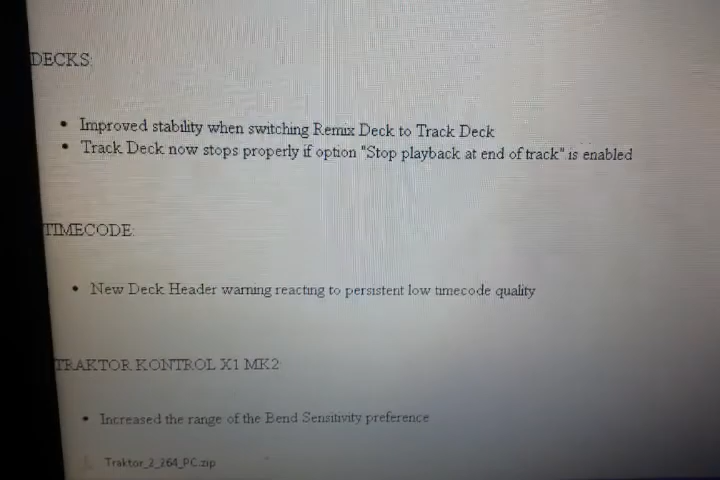 DECKS:
• Improved stability when switching Remix Deck to Track Deck
• Track Deck now stops properly if option "Stop playback at end of track" is enabled
TIMECODE:
• New Deck Header warning reacting to persistent low timecode quality
TRAKTOR KONTROL X1 MK2:
• Increased the range of the Bend Sensitivity preference
Traktor_2_264_PC.zip